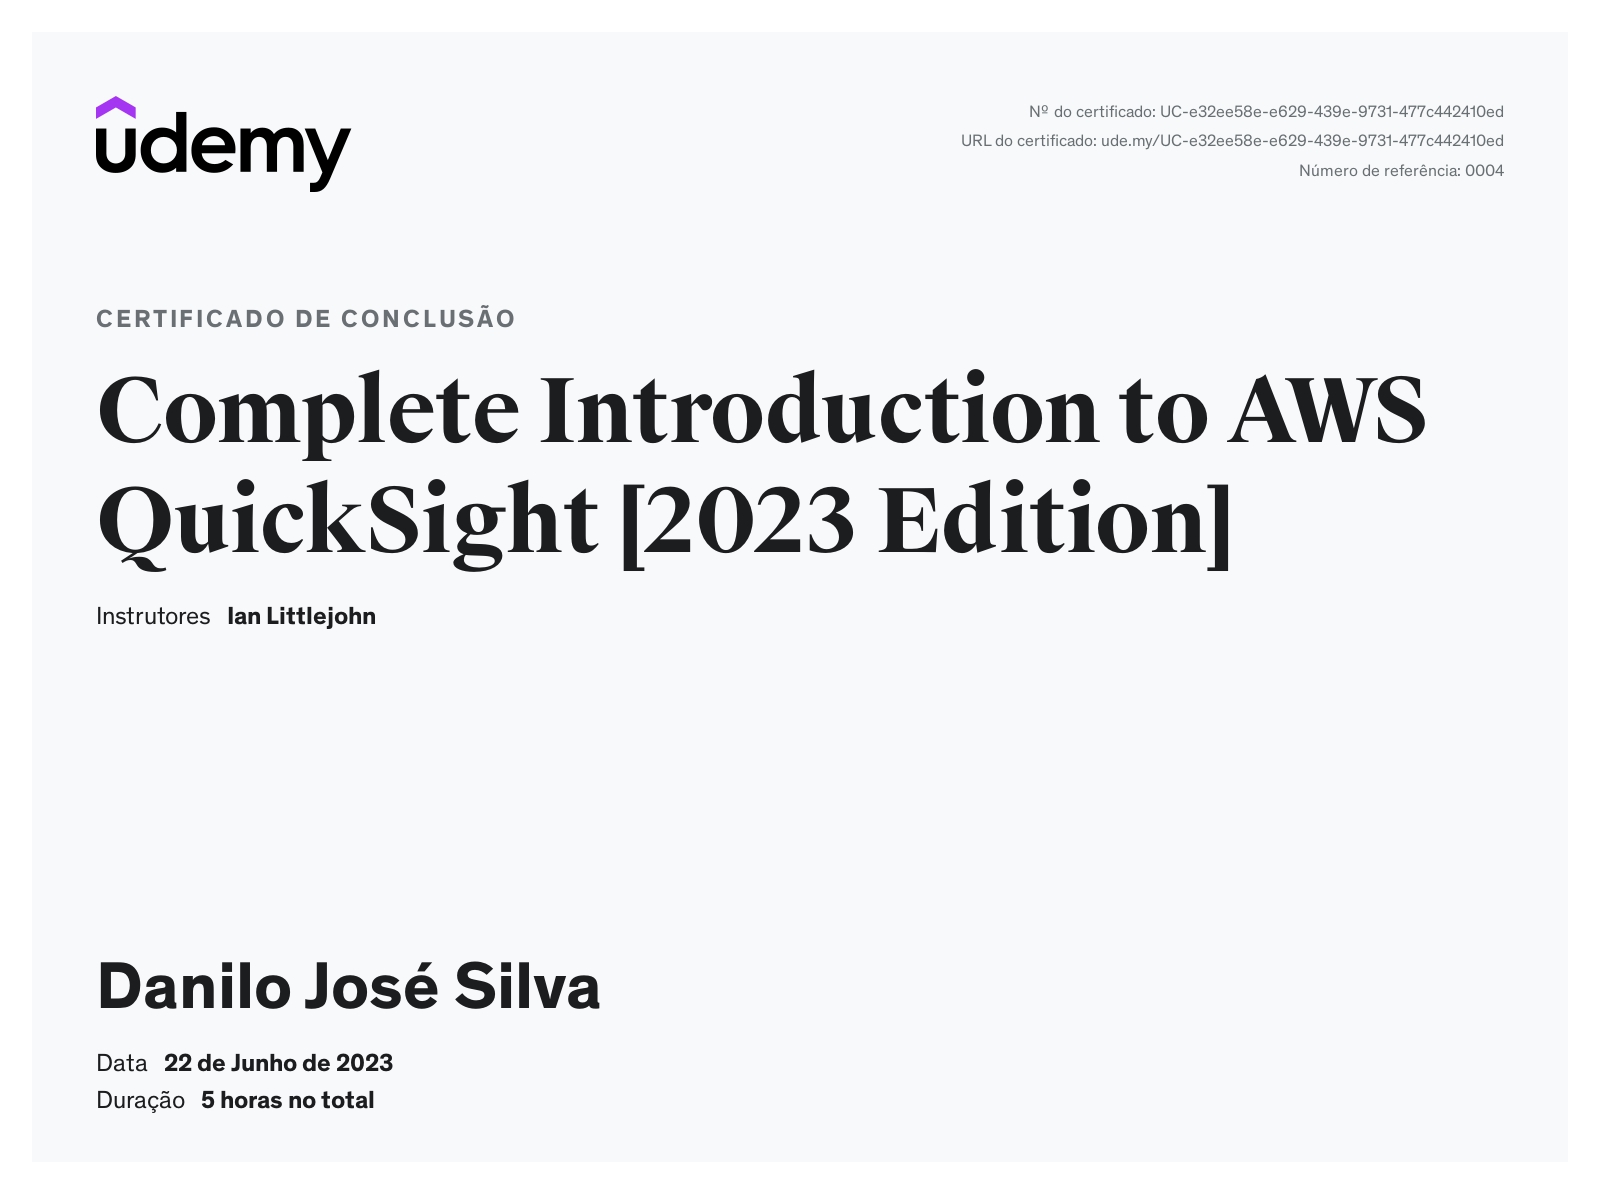 udemy
Nº do certificado: UC-e32ee58e-e629-439e-9731-477c442410ed
URL do certificado: ude.my/UC-e32ee58e-e629-439e-9731-477c442410ed
Número de referência: 0004
CERTIFICADO DE CONCLUSÃO
Complete Introduction to AWS
QuickSight [2023 Edition]
Instrutores Ian Littlejohn
Danilo José Silva
Data 22 de Junho de 2023
Duração 5 horas no total